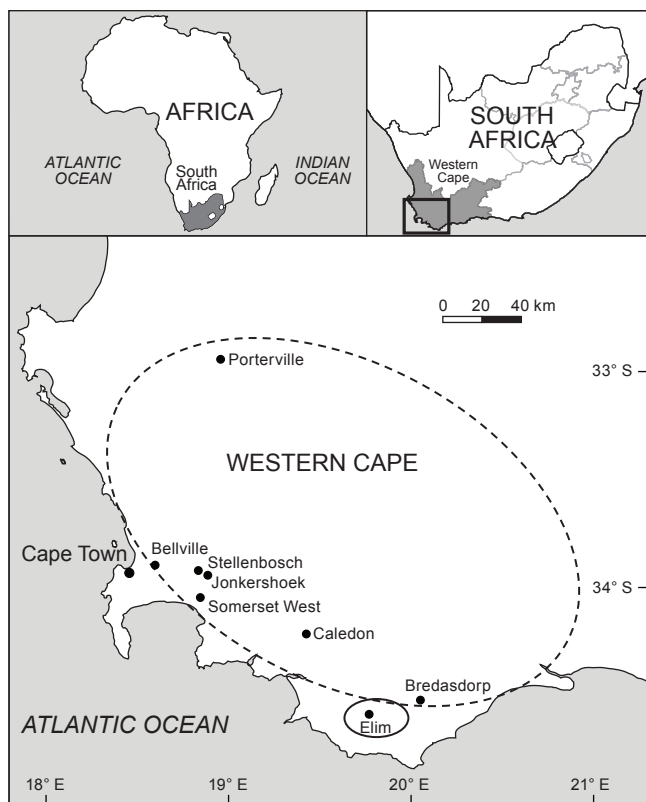 AFRICA
ATLANTIC
OCEAN
INDIAN
OCEAN
South
Africa
SOUTH
AFRICA
Western
Cape
0 20 40 km
Porterville
33° S
WESTERN CAPE
Bellville
Cape Town
Stellenbosch
Jonkershoek
34° S
Somerset West
Caledon
Bredasdorp
ATLANTIC OCEAN
Elim
18° E 19° E 20° E 21° E